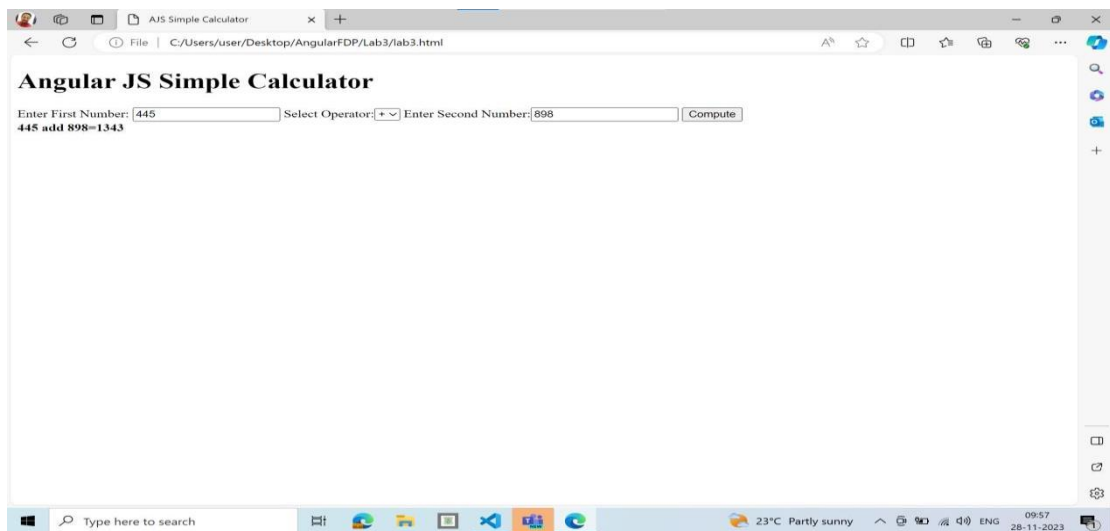 AJS Simple Calculator
File | C:/Users/user/Desktop/AngularFDP/Lab3/lab3.html
Angular JS Simple Calculator
Enter First Number: 445 Select Operator: + Enter Second Number: 898 Compute
445 add 898=1343
Type here to search
23°C Partly sunny
ENG
09:57
28-11-2023